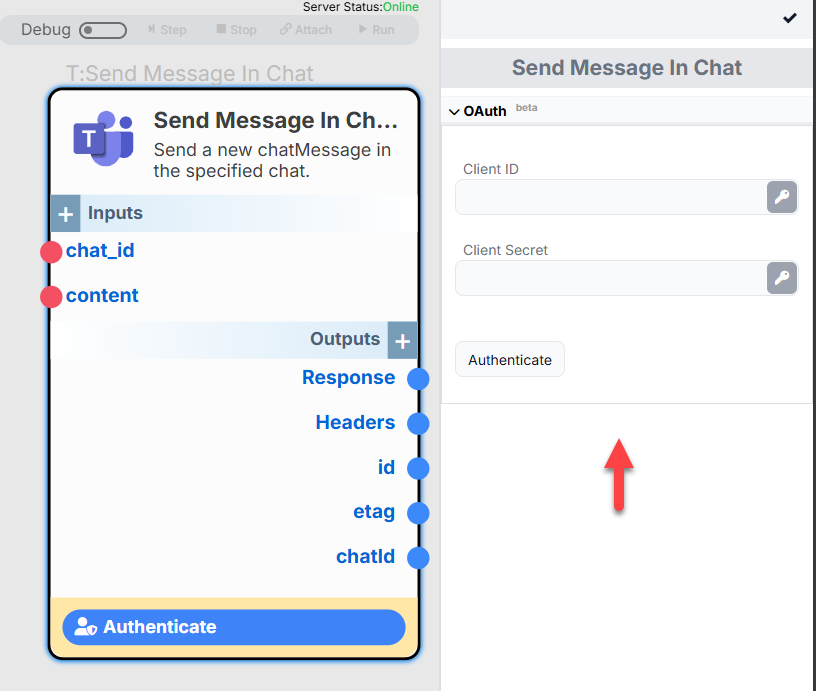 Server Status:Online
Debug Step Stop Attach Run
T:Send Message In Chat
T
Send Message In Ch...
Send a new chatMessage in
the specified chat.
+ Inputs
chat_id
content
Outputs +
Response
Headers
id
etag
chatId
Authenticate
Send Message In Chat
OAuth beta
Client ID
Client Secret
Authenticate